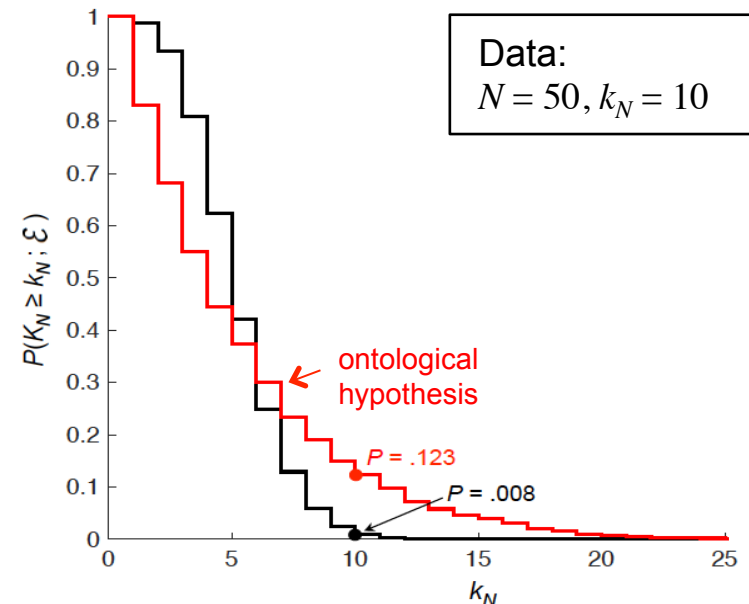 Data:
N = 50, k_N = 10
1
0.9
0.8
0.7
0.6
0.5
0.4
0.3
0.2
0.1
0
P(K_N ≥ k_N ; ℰ)
ontological
hypothesis
P = .123
P = .008
0
5
10
15
20
25
k_N